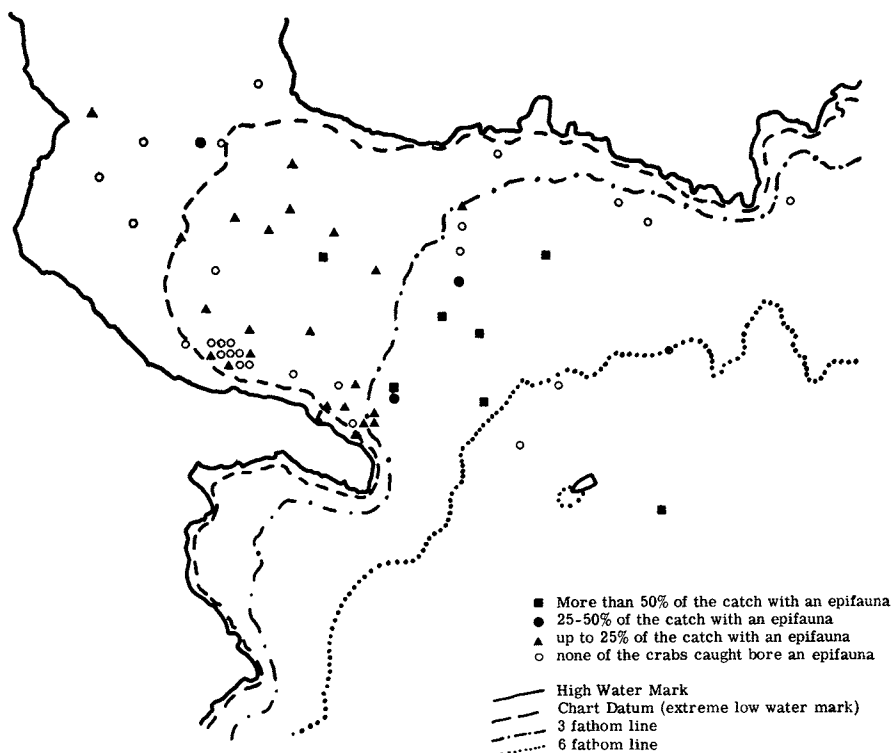 More than 50% of the catch with an epifauna
25-50% of the catch with an epifauna
up to 25% of the catch with an epifauna
none of the crabs caught bore an epifauna
High Water Mark
Chart Datum (extreme low water mark)
3 fathom line
6 fathom line